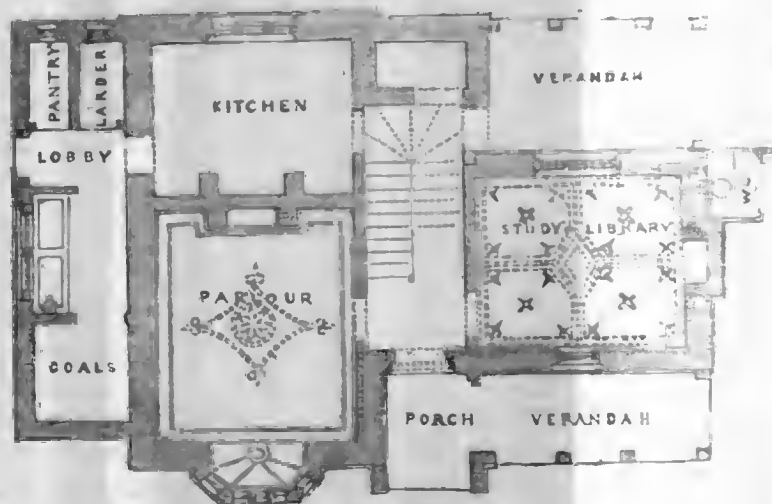 PANTRY
LARDER
KITCHEN
VERANDAH
LOBBY
W C
STUDY LIBRARY
PARLOUR
COALS
PORCH
VERANDAH